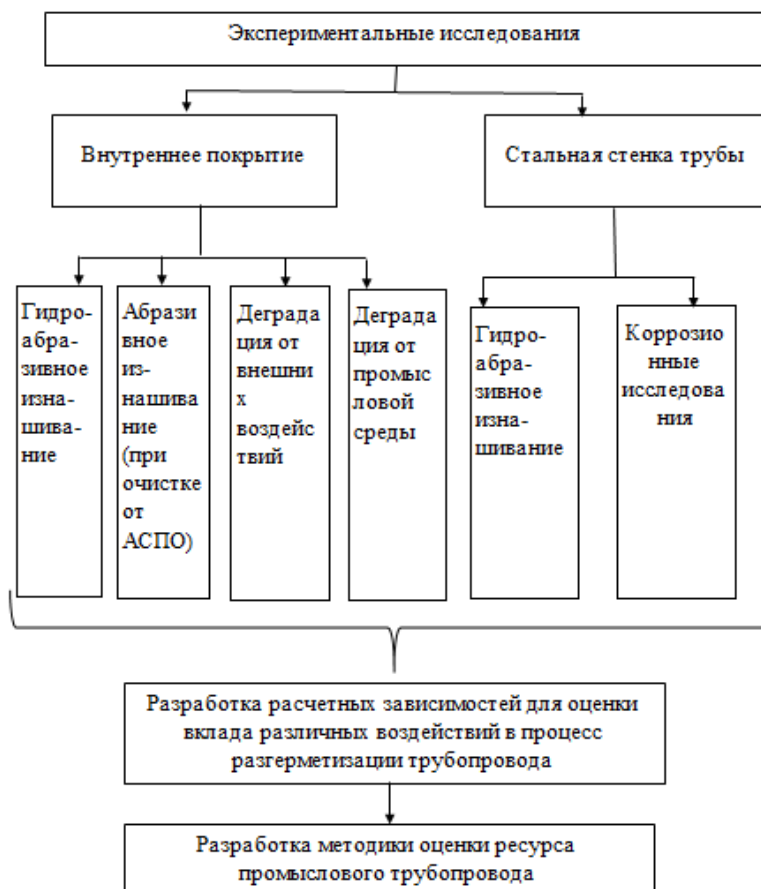 Экспериментальные исследования
Внутреннее покрытие
Стальная стенка трубы
Гидро-
абра-
зивное
изна-
шива-
ние
Абрази
вное
из-
нашива
ние
(при
очистке
от
АСПО)
Деграда
ция от
внешни
х
воздейс
твий
Деграда
ция от
промыс
ловой
среды
Гидро-
абра-
зивное
изна-
шивание
Коррозио
нные
исследова
ния
Разработка расчетных зависимостей для оценки
вклада различных воздействий в процесс
разгерметизации трубопровода
Разработка методики оценки ресурса
промыслового трубопровода